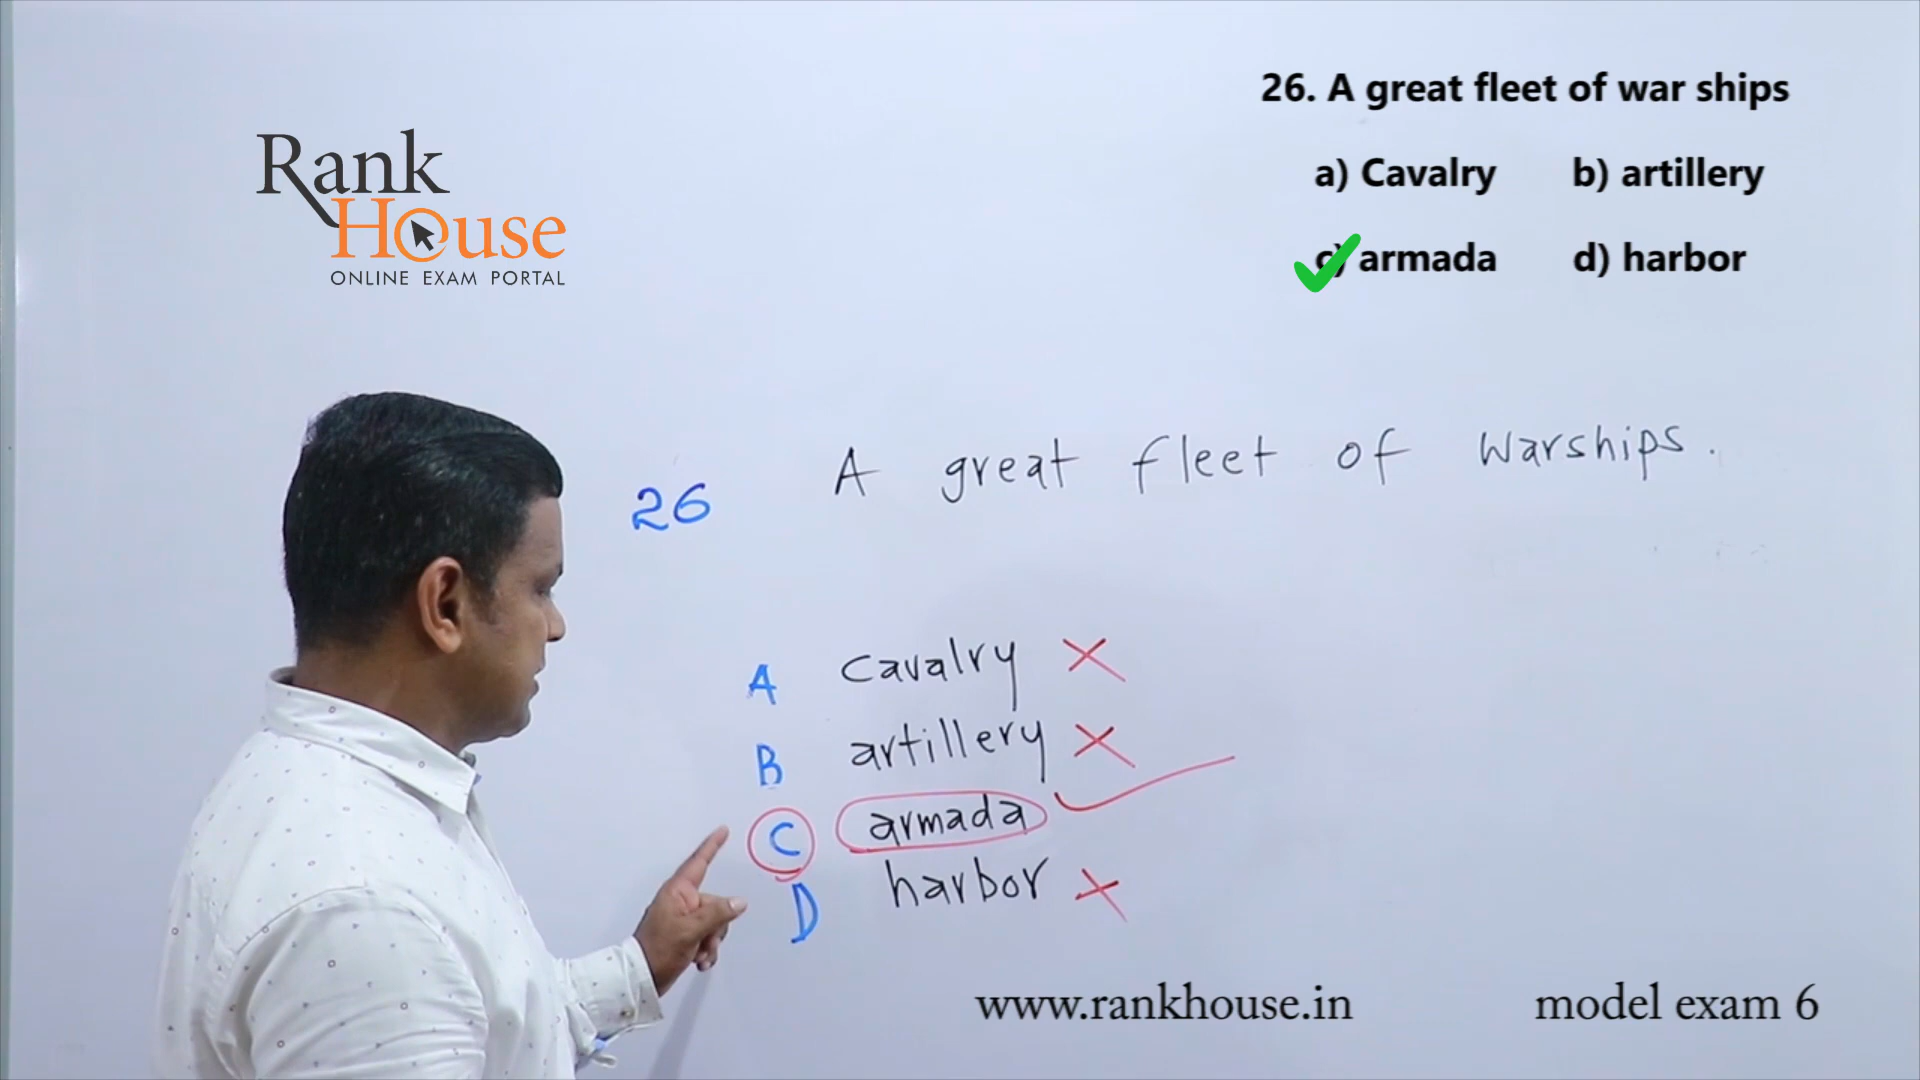 26. A great fleet of war ships
a) Cavalry b) artillery
c) armada d) harbor
Rank
House
ONLINE EXAM PORTAL
26 A great fleet of warships.
A cavalry
B artillery
C armada
D harbor
www.rankhouse.in model exam 6